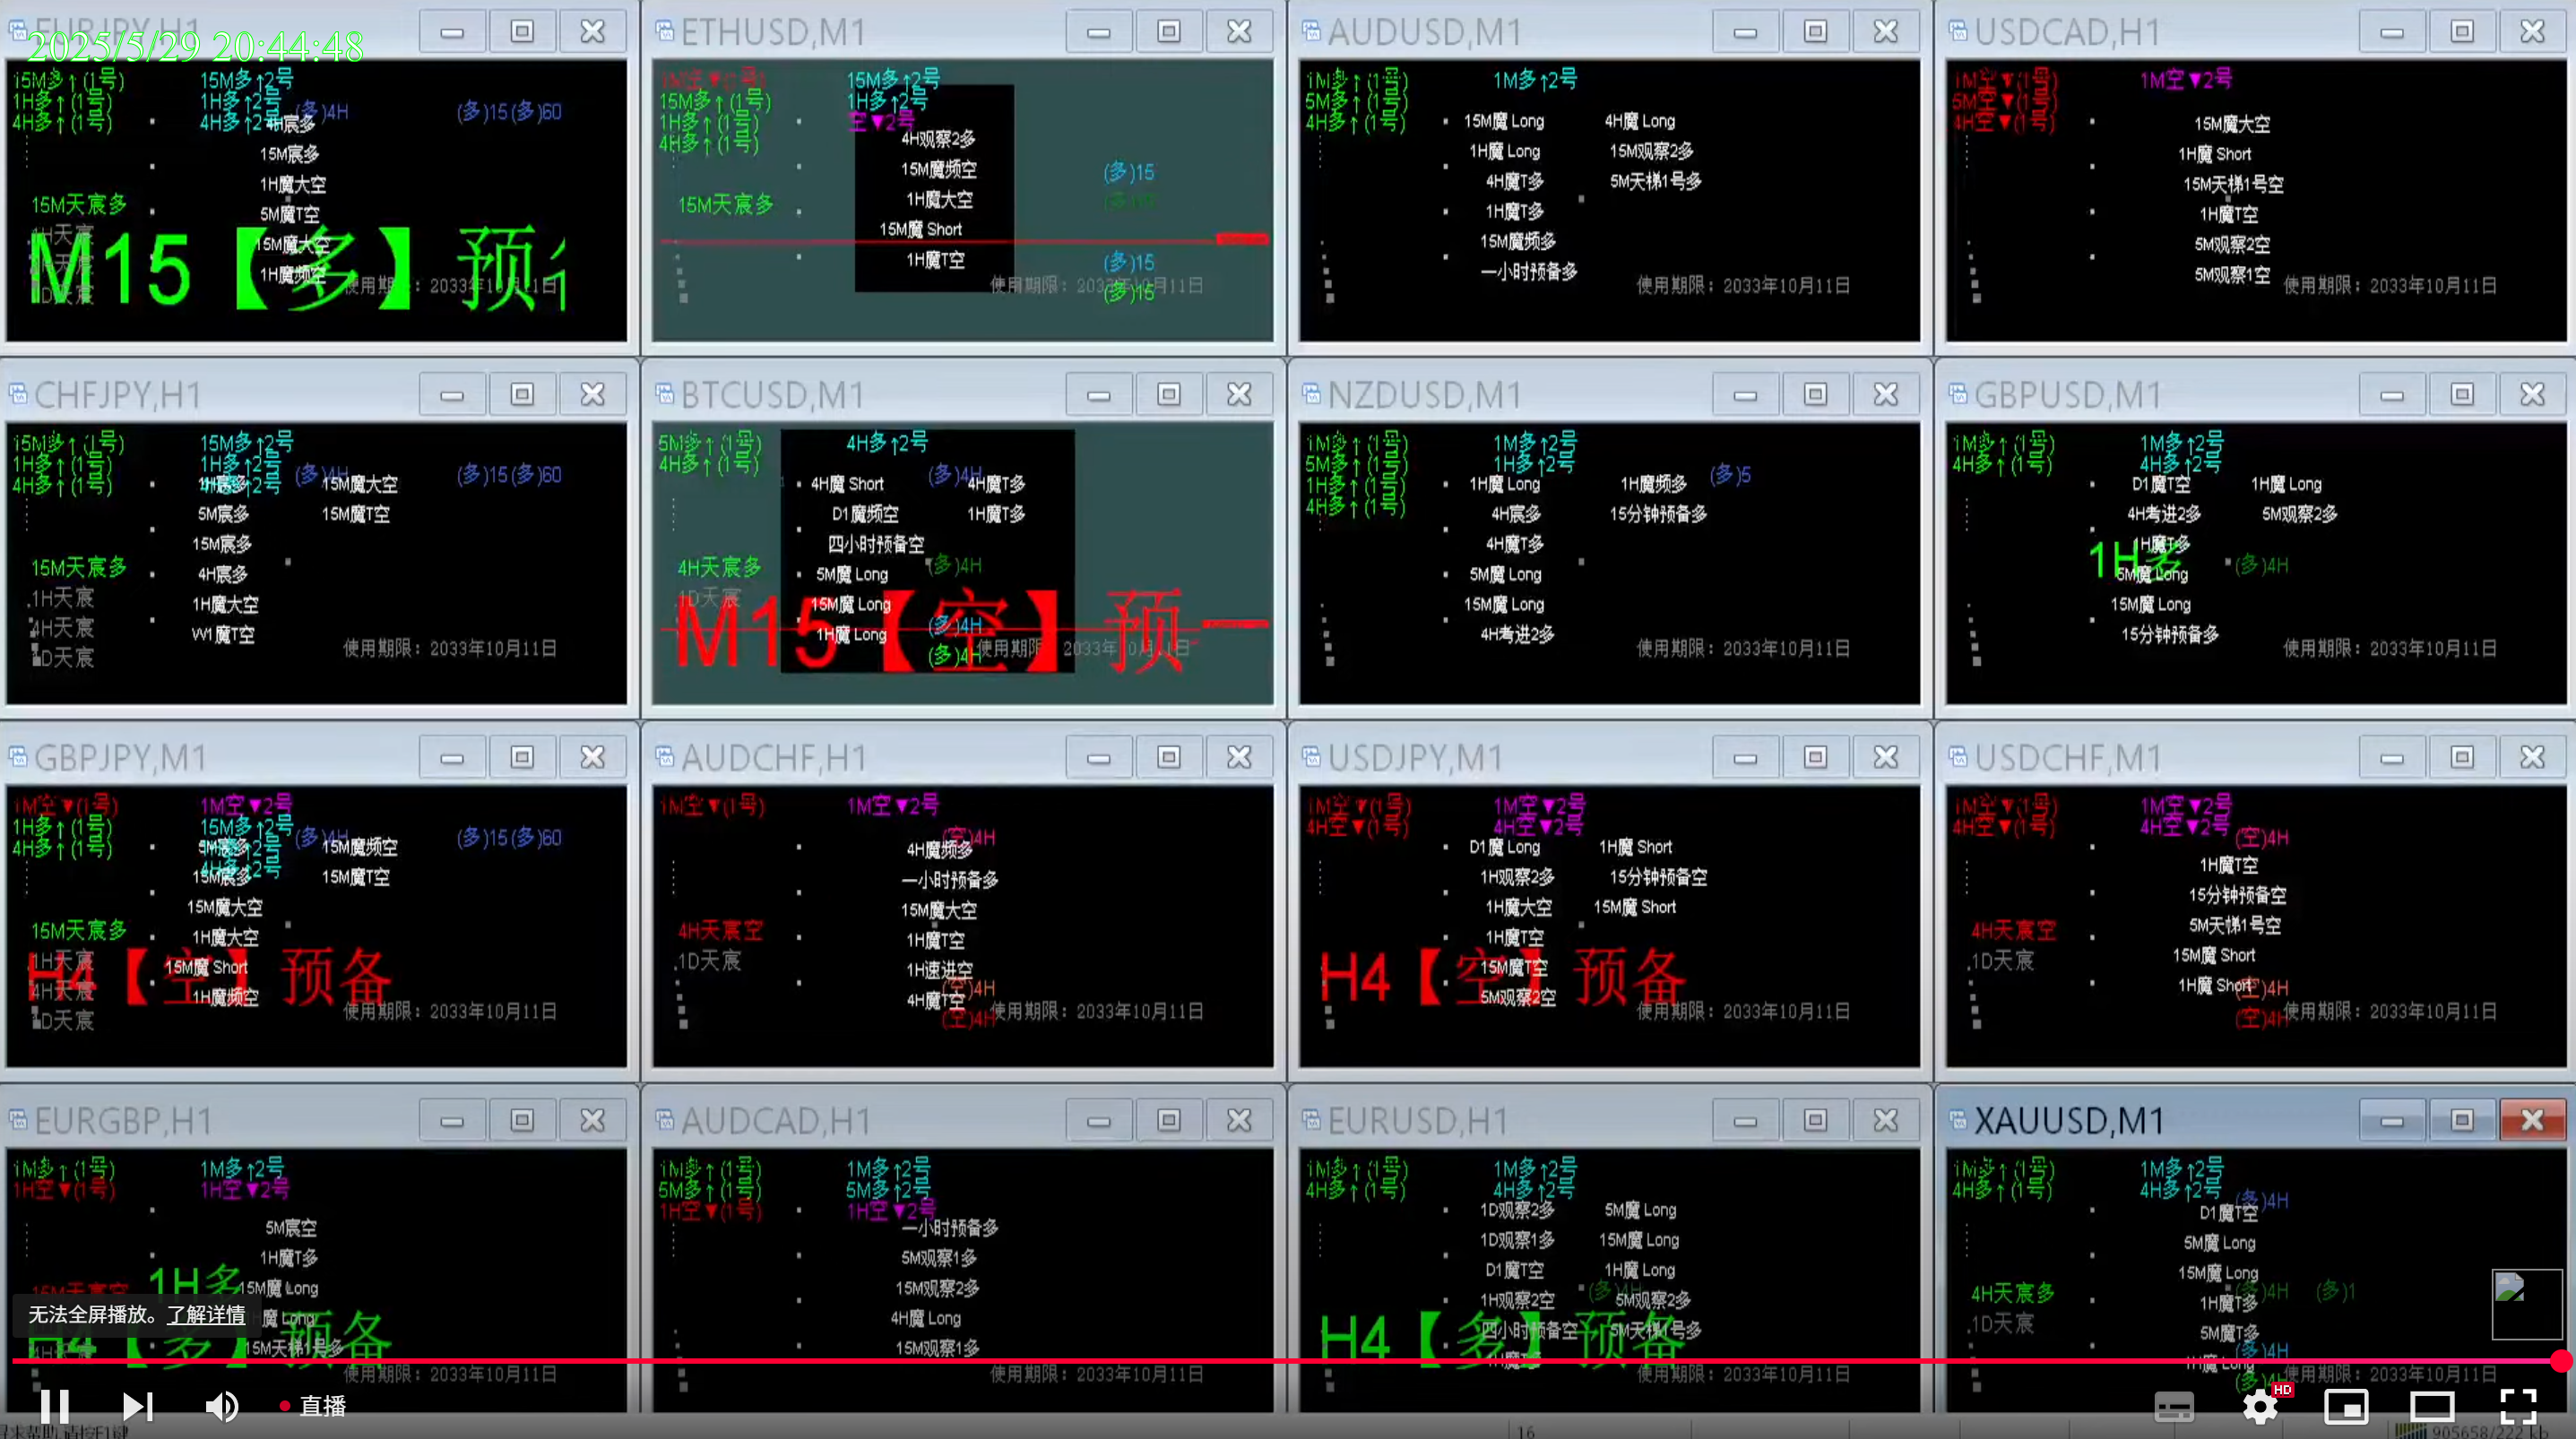 EURJPY,H1
2025/5/29 20:44:48
15M多↑(1号)
1H多↑(1号)
4H多↑(1号)
15M多↑2号
1H多↑2号
4H多↑2号
(多)4H
(多)15(多)60
15M宸多
1H魔大空
5M魔T空
15M魔大空
1H魔频空
15M天宸多
M15【多】预
使用期限：2033年10月11日
ETHUSD,M1
15M多↑(1号)
1H多↑(1号)
4H多↑(1号)
15M多↑2号
1H多↑2号
空▼2号
4H观察2多
15M魔频空
1H魔大空
15M魔 Short
1H魔T空
15M天宸多
(多)15
(多)15
(多)15
使用期限：2033年10月11日
AUDUSD,M1
1M多↑(1号)
5M多↑(1号)
4H多↑(1号)
1M多↑2号
15M魔 Long
1H魔 Long
4H魔T多
1H魔T多
15M魔频多
一小时预备多
4H魔 Long
15M观察2多
5M天梯1号多
使用期限：2033年10月11日
USDCAD,H1
1M空▼(1号)
5M空▼(1号)
4H空▼(1号)
1M空▼2号
15M魔大空
1H魔 Short
15M天梯1号空
1H魔T空
5M观察2空
5M观察1空
使用期限：2033年10月11日
CHFJPY,H1
15M多↑(1号)
1H多↑(1号)
4H多↑(1号)
15M多↑2号
1H多↑2号
(多)4H
(多)15(多)60
5M宸多
15M宸多
4H宸多
1H魔大空
W1魔T空
15M魔大空
15M魔T空
15M天宸多
1H天宸
4H天宸
1D天宸
使用期限：2033年10月11日
BTCUSD,M1
5M多↑(1号)
4H多↑(1号)
4H多↑2号
4H魔 Short
D1魔频空
四小时预备空
5M魔 Long
15M魔 Long
1H魔 Long
(多)4H
4H魔T多
1H魔T多
(多)4H
(多)4H
(多)4H
4H天宸多
1D天宸
M15【空】预
NZDUSD,M1
1M多↑(1号)
5M多↑(1号)
1H多↑(1号)
4H多↑(1号)
1M多↑2号
1H多↑2号
(多)5
1H魔 Long
4H宸多
4H魔T多
5M魔 Long
15M魔 Long
4H考进2多
1H魔频多
15分钟预备多
使用期限：2033年10月11日
GBPUSD,M1
1M多↑(1号)
4H多↑(1号)
1M多↑2号
4H多↑2号
D1魔T空
4H考进2多
1H魔T多
5M魔 Long
15M魔 Long
15分钟预备多
1H魔 Long
5M观察2多
1H多
(多)4H
使用期限：2033年10月11日
GBPJPY,M1
1M空▼(1号)
1H多↑(1号)
4H多↑(1号)
1M空▼2号
15M多↑2号
(多)4H
(多)15(多)60
15M宸多
15M魔大空
1H魔大空
15M魔 Short
1H魔频空
15M魔频空
15M魔T空
15M天宸多
1H天宸
4H天宸
1D天宸
H4【空】预备
使用期限：2033年10月11日
AUDCHF,H1
1M空▼(1号)
1M空▼2号
(空)4H
4H魔频多
一小时预备多
15M魔大空
1H魔T空
1H速进空
4H魔T空
(空)4H
(空)4H
4H天宸空
1D天宸
使用期限：2033年10月11日
USDJPY,M1
1M空▼(1号)
4H空▼(1号)
1M空▼2号
4H空▼2号
D1魔 Long
1H观察2多
1H魔大空
1H魔T空
15M魔T空
5M观察2空
1H魔 Short
15分钟预备空
15M魔 Short
H4【空】预备
使用期限：2033年10月11日
USDCHF,M1
1M空▼(1号)
4H空▼(1号)
1M空▼2号
4H空▼2号
(空)4H
1H魔T空
15分钟预备空
5M天梯1号空
15M魔 Short
1H魔 Short
(空)4H
(空)4H
4H天宸空
1D天宸
使用期限：2033年10月11日
EURGBP,H1
1M多↑(1号)
1H空▼(1号)
1M多↑2号
1H空▼2号
5M宸空
1H魔T多
15M魔 Long
魔 Long
15M天梯1号多
1H多
H4【多】预备
使用期限：2033年10月11日
AUDCAD,H1
1M多↑(1号)
5M多↑(1号)
1H空▼(1号)
1M多↑2号
5M多↑2号
1H空▼2号
一小时预备多
5M观察1多
15M观察2多
4H魔 Long
15M观察1多
使用期限：2033年10月11日
EURUSD,H1
1M多↑(1号)
4H多↑(1号)
1M多↑2号
4H多↑2号
1D观察2多
1D观察1多
D1魔T空
1H观察2空
四小时预备空
5M魔 Long
15M魔 Long
1H魔 Long
5M观察2多
5M天梯1号多
H4【多】预备
使用期限：2033年10月11日
XAUUSD,M1
1M多↑(1号)
4H多↑(1号)
1M多↑2号
4H多↑2号
(多)4H
D1魔T空
5M魔 Long
15M魔 Long
1H魔T多
5M魔T多
(多)4H
(多)1
(多)4H
4H天宸多
1D天宸
使用期限：2033年10月11日
无法全屏播放。了解详情
直播
HD
16
905658/222 kb